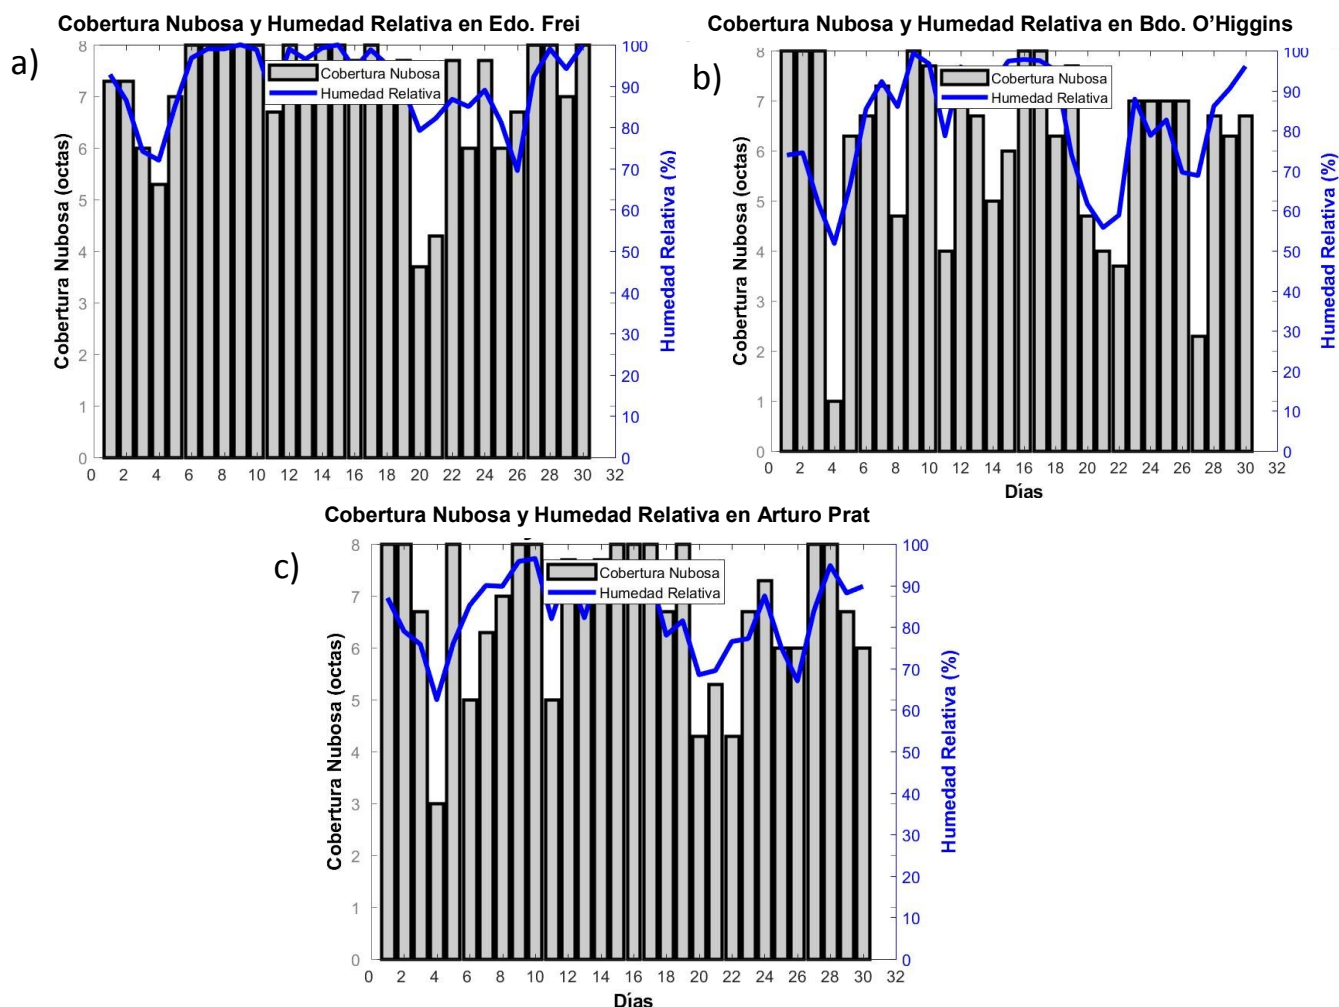 Cobertura Nubosa y Humedad Relativa en Edo. Frei
a)
8
7
6
5
4
3
2
1
0
Cobertura Nubosa (octas)
Cobertura Nubosa
Humedad Relativa
100
90
80
70
60
50
40
30
20
10
0
Humedad Relativa (%)
0 2 4 6 8 10 12 14 16 18 20 22 24 26 28 30 32
Cobertura Nubosa y Humedad Relativa en Bdo. O’Higgins
b)
8
7
6
5
4
3
2
1
0
Cobertura Nubosa (octas)
Cobertura Nubosa
Humedad Relativa
100
90
80
70
60
50
40
30
20
10
0
Humedad Relativa (%)
0 2 4 6 8 10 12 14 16 18 20 22 24 26 28 30 32
Días
Cobertura Nubosa y Humedad Relativa en Arturo Prat
c)
8
7
6
5
4
3
2
1
0
Cobertura Nubosa (octas)
Cobertura Nubosa
Humedad Relativa
100
90
80
70
60
50
40
30
20
10
0
Humedad Relativa (%)
0 2 4 6 8 10 12 14 16 18 20 22 24 26 28 30 32
Días